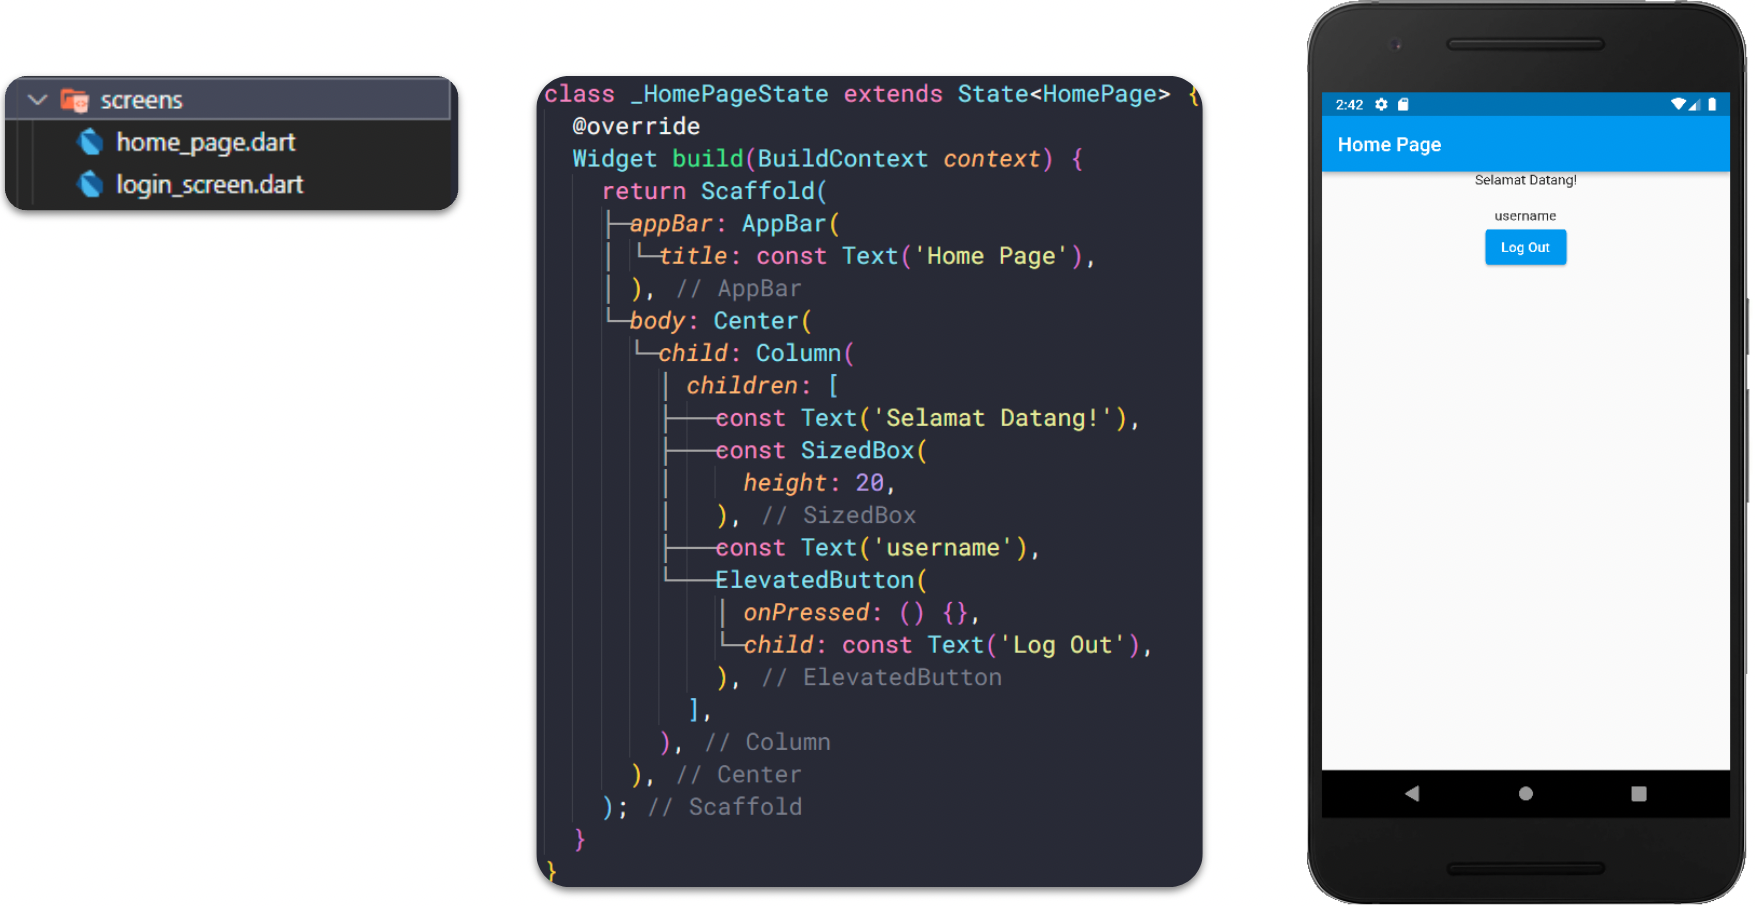 screens
home_page.dart
login_screen.dart
class _HomePageState extends State<HomePage> {
@override
Widget build(BuildContext context) {
return Scaffold(
appBar: AppBar(
title: const Text('Home Page'),
), // AppBar
body: Center(
child: Column(
children: [
const Text('Selamat Datang!'),
const SizedBox(
height: 20,
), // SizedBox
const Text('username'),
ElevatedButton(
onPressed: () {},
child: const Text('Log Out'),
), // ElevatedButton
],
), // Column
), // Center
); // Scaffold
}
}
2:42
Home Page
Selamat Datang!
username
Log Out